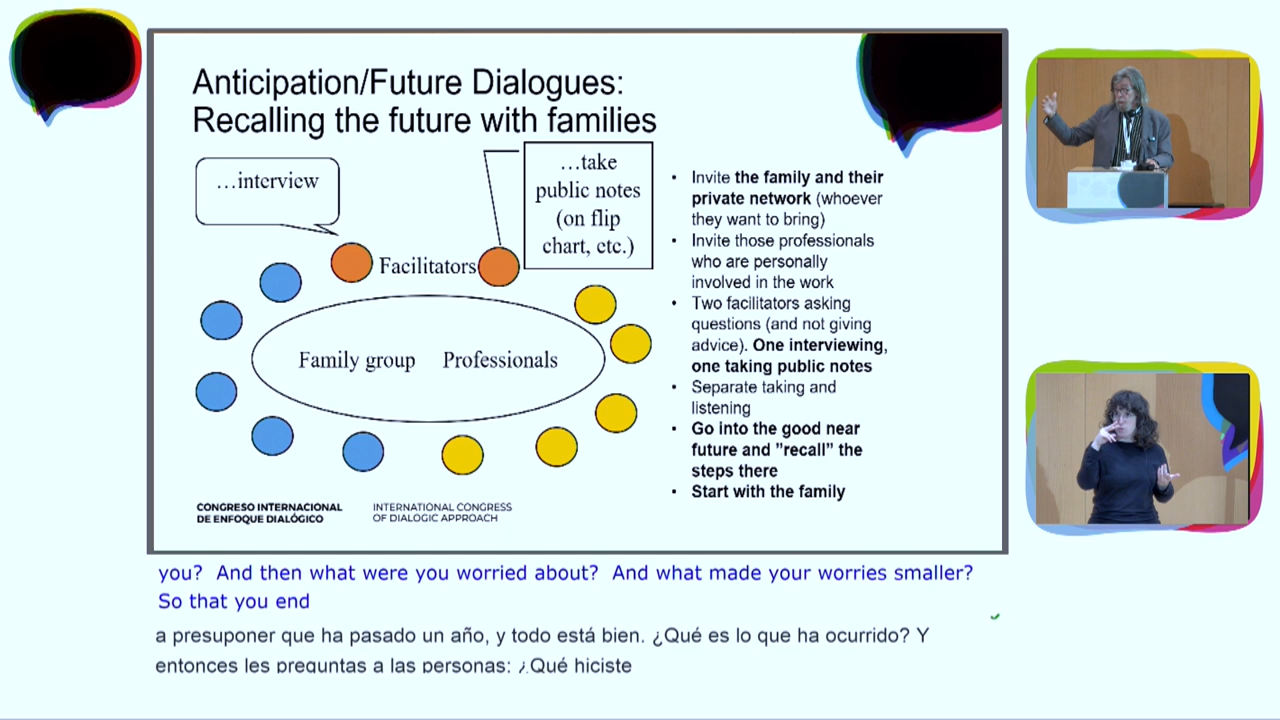 Anticipation/Future Dialogues:
Recalling the future with families
…interview
…take
public notes
(on flip
chart, etc.)
Facilitators
Family group Professionals
• Invite the family and their
private network (whoever
they want to bring)
• Invite those professionals
who are personally
involved in the work
• Two facilitators asking
questions (and not giving
advice). One interviewing,
one taking public notes
• Separate taking and
listening
• Go into the good near
future and ”recall” the
steps there
• Start with the family
CONGRESO INTERNACIONAL
DE ENFOQUE DIALÓGICO
INTERNATIONAL CONGRESS
OF DIALOGIC APPROACH
you? And then what were you worried about? And what made your worries smaller?
So that you end
a presuponer que ha pasado un año, y todo está bien. ¿Qué es lo que ha ocurrido? Y
entonces les preguntas a las personas: ¿Qué hiciste